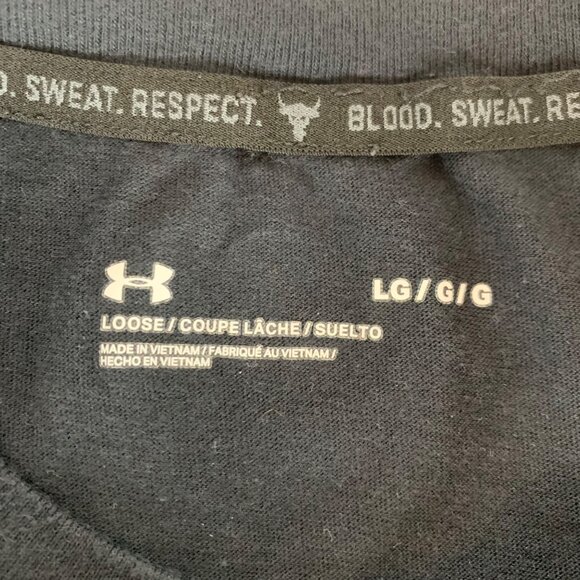 D. SWEAT. RESPECT. BLOOD. SWEAT. RE
LG/G/G
LOOSE/COUPE LÂCHE/SUELTO
MADE IN VIETNAM/FABRIQUÉ AU VIETNAM/
HECHO EN VIETNAM